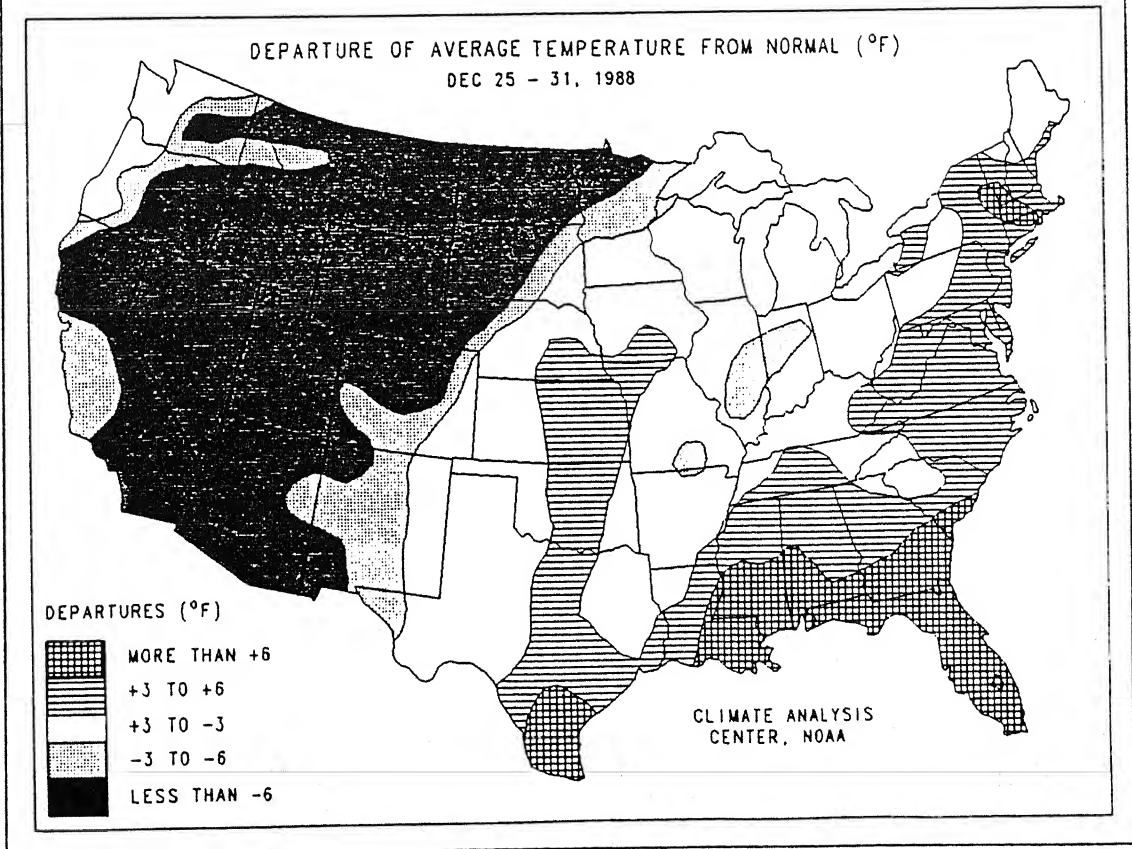 DEPARTURE OF AVERAGE TEMPERATURE FROM NORMAL (°F)
DEC 25 - 31, 1988
DEPARTURES (°F)
MORE THAN +6
+3 TO +6
+3 TO -3
-3 TO -6
LESS THAN -6
CLIMATE ANALYSIS
CENTER, NOAA